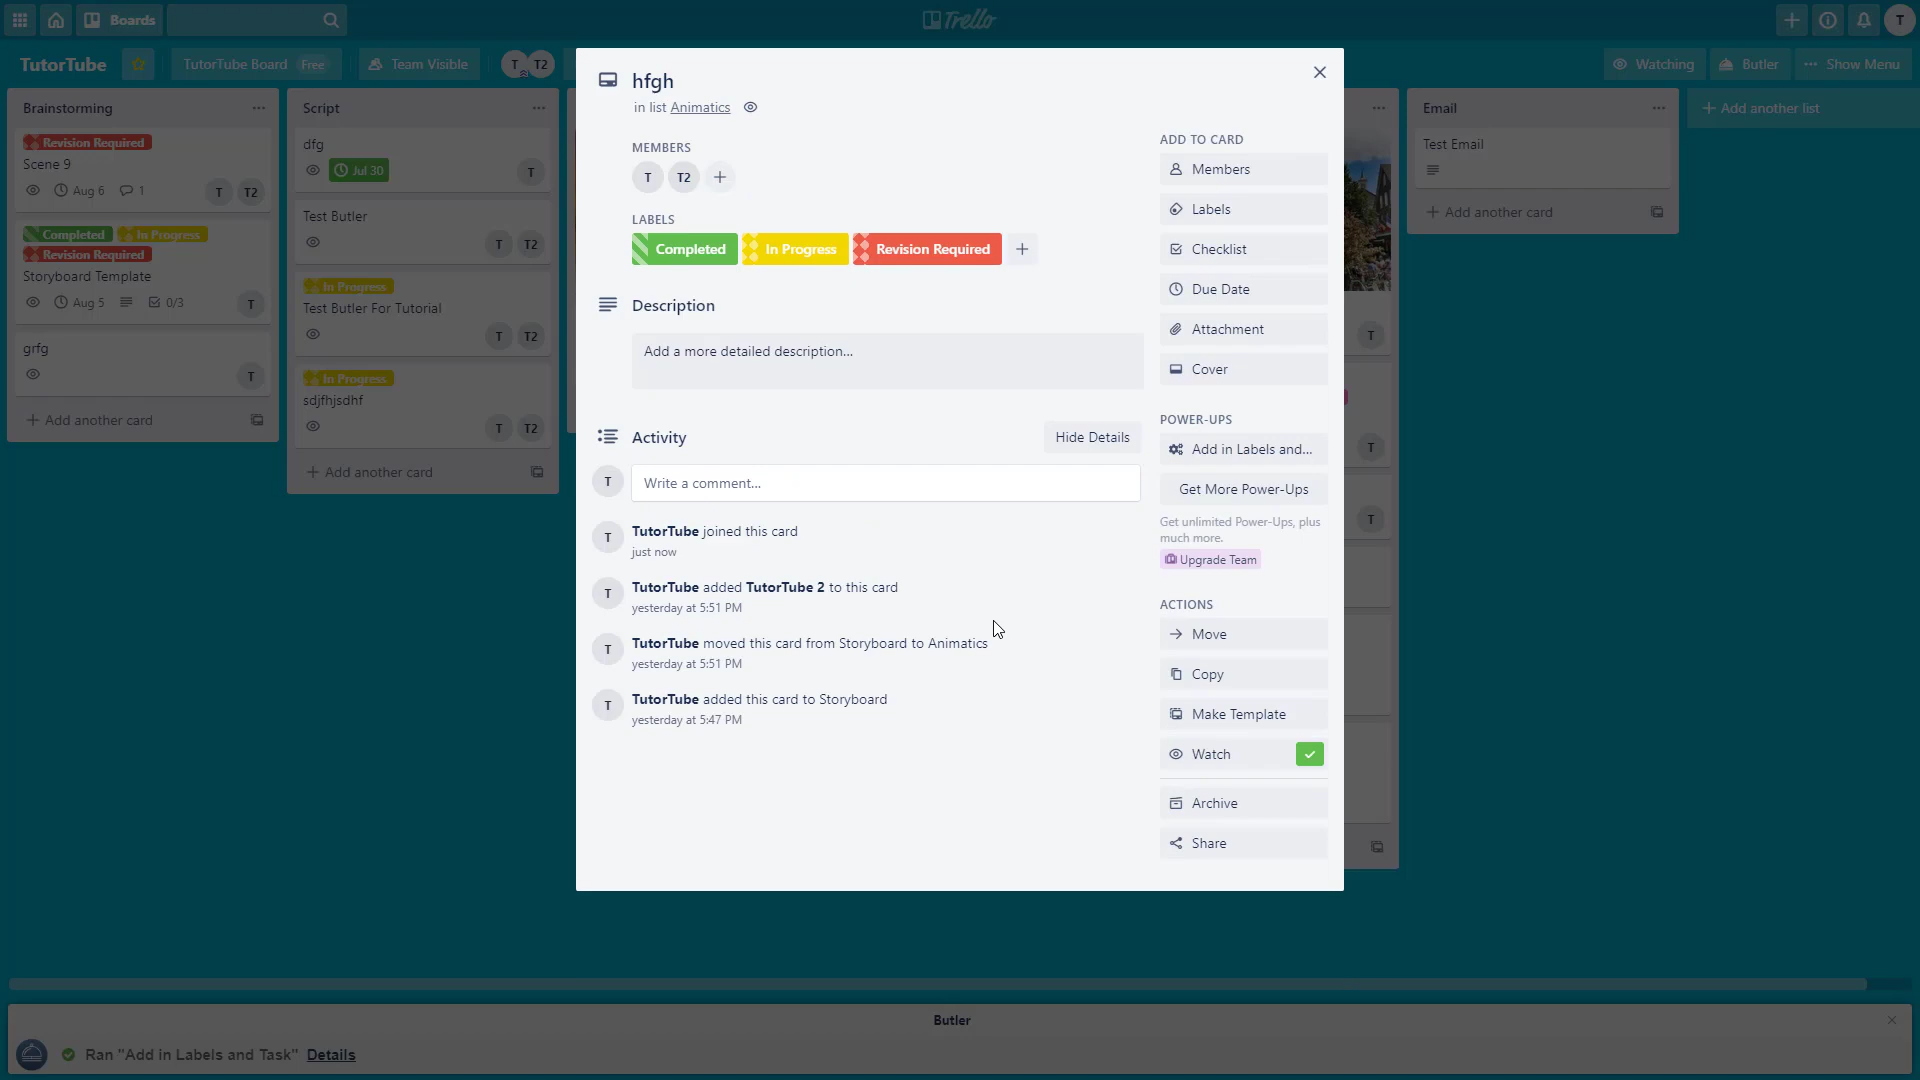 Boards
Trello
T
TutorTube
TutorTube Board Free
Team Visible
T T2
Watching
Butler
Show Menu
Brainstorming
Revision Required
Scene 9
Aug 6 1
T T2
Completed In Progress
Revision Required
Storyboard Template
Aug 5 0/3
T
grfg
T
Add another card
Script
dfg
Jul 30
T
Test Butler
T T2
In Progress
Test Butler For Tutorial
T T2
In Progress
sdjfhjsdhf
T T2
Add another card
hfgh
in list Animatics
MEMBERS
T T2
LABELS
Completed In Progress Revision Required
Description
Add a more detailed description...
Activity
Hide Details
T
Write a comment...
T
TutorTube joined this card
just now
T
TutorTube added TutorTube 2 to this card
yesterday at 5:51 PM
T
TutorTube moved this card from Storyboard to Animatics
yesterday at 5:51 PM
T
TutorTube added this card to Storyboard
yesterday at 5:47 PM
ADD TO CARD
Members
Labels
Checklist
Due Date
Attachment
Cover
POWER-UPS
Add in Labels and...
Get More Power-Ups
Get unlimited Power-Ups, plus
much more.
Upgrade Team
ACTIONS
Move
Copy
Make Template
Watch
Archive
Share
T
T
T
Email
Test Email
Add another card
Add another list
Butler
Ran "Add in Labels and Task" Details